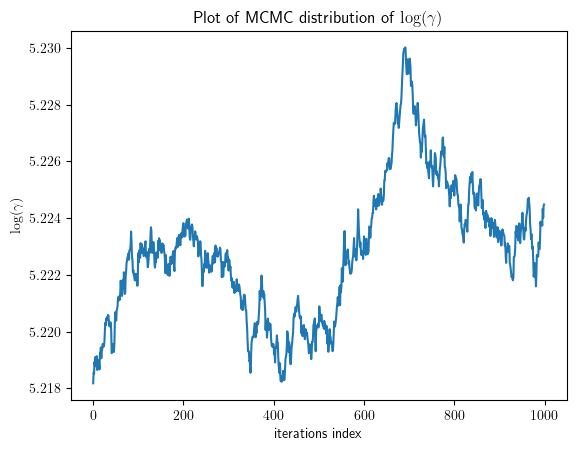 Plot of MCMC distribution of log(γ)
log(γ)
5.230
5.228
5.226
5.224
5.222
5.220
5.218
0 200 400 600 800 1000
iterations index